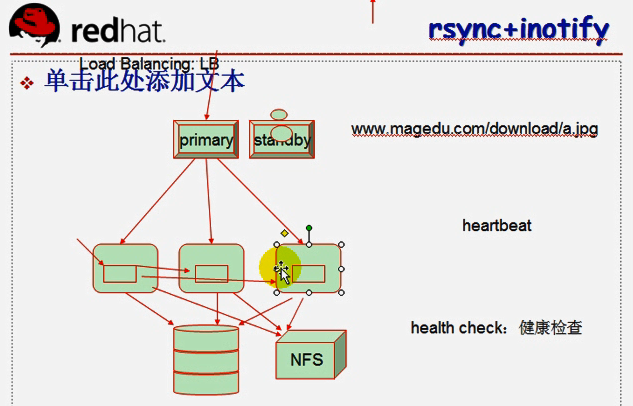 redhat.
rsync+inotify
Load Balancing: LB
单击此处添加文本
primary
standby
www.magedu.com/download/a.jpg
heartbeat
health check：健康检查
NFS